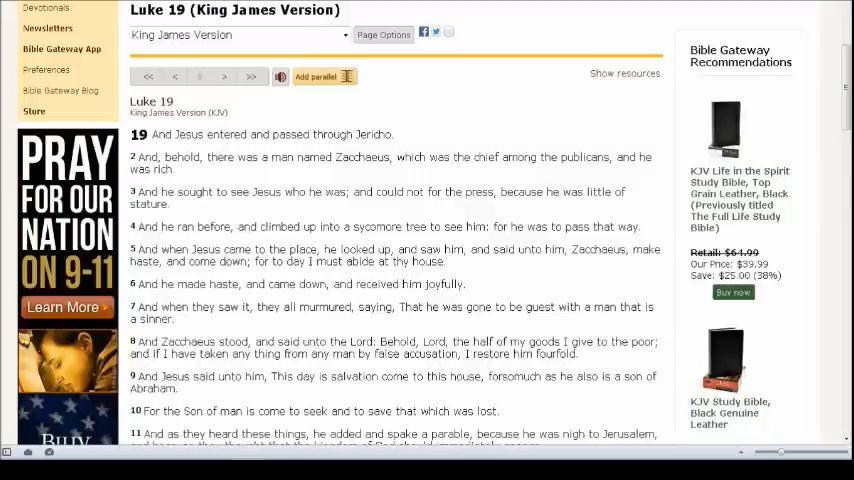 Devotionals
Newsletters
Bible Gateway App
Preferences
Bible Gateway Blog
Store
PRAY
FOR OUR
NATION
ON 9-11
Learn More
BILLY
Luke 19 (King James Version)
King James Version
Page Options
<< < > >>
Add parallel
Show resources
Luke 19
King James Version (KJV)
19 And Jesus entered and passed through Jericho.
2 And, behold, there was a man named Zacchaeus, which was the chief among the publicans, and he
was rich.
3 And he sought to see Jesus who he was; and could not for the press, because he was little of
stature.
4 And he ran before, and climbed up into a sycomore tree to see him: for he was to pass that way.
5 And when Jesus came to the place, he looked up, and saw him, and said unto him, Zacchaeus, make
haste, and come down; for to day I must abide at thy house.
6 And he made haste, and came down, and received him joyfully.
7 And when they saw it, they all murmured, saying, That he was gone to be guest with a man that is
a sinner.
8 And Zacchaeus stood, and said unto the Lord: Behold, Lord, the half of my goods I give to the poor;
and if I have taken any thing from any man by false accusation, I restore him fourfold.
9 And Jesus said unto him, This day is salvation come to this house, forsomuch as he also is a son of
Abraham.
10 For the Son of man is come to seek and to save that which was lost.
11 And as they heard these things, he added and spake a parable, because he was nigh to Jerusalem,
Bible Gateway
Recommendations
KJV Life in the Spirit
Study Bible, Top
Grain Leather, Black
(Previously titled
The Full Life Study
Bible)
Retail: $64.99
Our Price: $39.99
Save: $25.00 (38%)
Buy now
KJV Study Bible,
Black Genuine
Leather